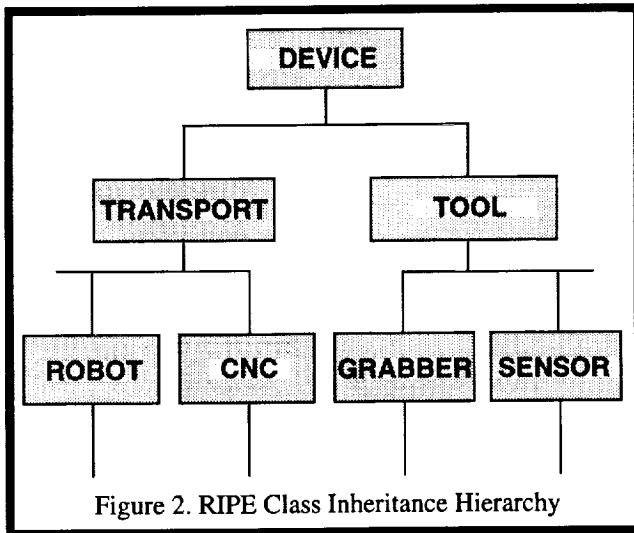 DEVICE
TRANSPORT TOOL
ROBOT CNC GRABBER SENSOR
Figure 2. RIPE Class Inheritance Hierarchy